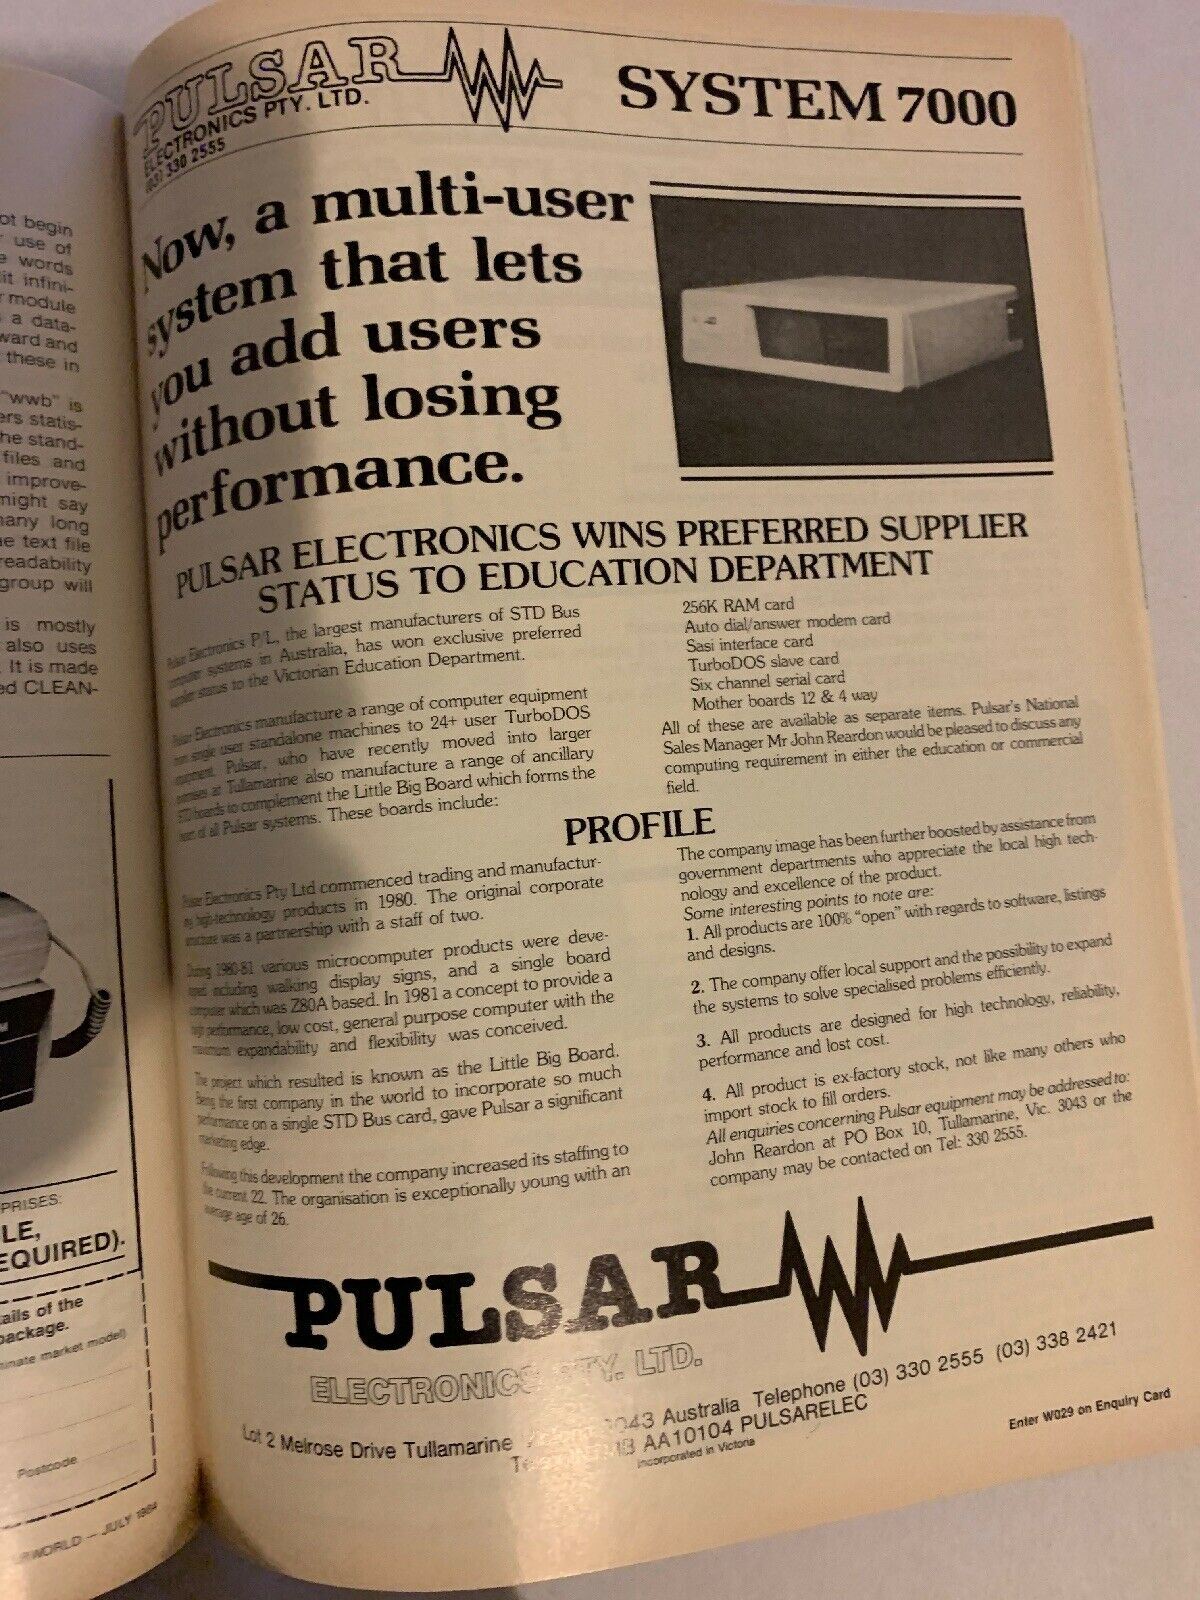 ot begin
use of
words
lit infini-
module
a data-
ward and
these in
"wwb" is
ers statis-
he stand-
files and
improve-
might say
many long
e text file
readability
group will
is mostly
also uses
It is made
ed CLEAN-
PRISES:
LE,
EQUIRED).
ails of the
package.
minate market model)
Postcode
WORLD — JULY 1984
PULSAR
ELECTRONICS PTY. LTD.
(03) 330 2555
SYSTEM 7000
Now, a multi-user
system that lets
you add users
without losing
performance.
PULSAR ELECTRONICS WINS PREFERRED SUPPLIER
STATUS TO EDUCATION DEPARTMENT
Pulsar Electronics P/L, the largest manufacturers of STD Bus
computer systems in Australia, has won exclusive preferred
supplier status to the Victorian Education Department.
Pulsar Electronics manufacture a range of computer equipment
from single user standalone machines to 24+ user TurboDOS
equipment. Pulsar, who have recently moved into larger
premises at Tullamarine also manufacture a range of ancillary
STD boards to complement the Little Big Board which forms the
heart of all Pulsar systems. These boards include:
256K RAM card
Auto dial/answer modem card
Sasi interface card
TurboDOS slave card
Six channel serial card
Mother boards 12 & 4 way
All of these are available as separate items. Pulsar's National
Sales Manager Mr John Reardon would be pleased to discuss any
computing requirement in either the education or commercial
field.
PROFILE
Pulsar Electronics Pty Ltd commenced trading and manufactur-
ing high-technology products in 1980. The original corporate
structure was a partnership with a staff of two.
During 1980-81 various microcomputer products were deve-
loped including walking display signs, and a single board
computer which was Z80A based. In 1981 a concept to provide a
high performance, low cost, general purpose computer with the
maximum expandability and flexibility was conceived.
The project which resulted is known as the Little Big Board.
Being the first company in the world to incorporate so much
performance on a single STD Bus card, gave Pulsar a significant
marketing edge.
Following this development the company increased its staffing to
the current 22. The organisation is exceptionally young with an
average age of 26.
The company image has been further boosted by assistance from
government departments who appreciate the local high tech-
nology and excellence of the product.
Some interesting points to note are:
1. All products are 100% "open" with regards to software, listings
and designs.
2. The company offer local support and the possibility to expand
the systems to solve specialised problems efficiently.
3. All products are designed for high technology, reliability,
performance and lost cost.
4. All product is ex-factory stock, not like many others who
import stock to fill orders.
All enquiries concerning Pulsar equipment may be addressed to:
John Reardon at PO Box 10, Tullamarine, Vic. 3043 or the
company may be contacted on Tel: 330 2555.
PULSAR
ELECTRONICS PTY. LTD.
Lot 2 Melrose Drive Tullamarine 3043 Australia Telephone (03) 330 2555 (03) 338 2421
AA10104 PULSARELEC
Incorporated in Victoria
Enter W029 on Enquiry Card